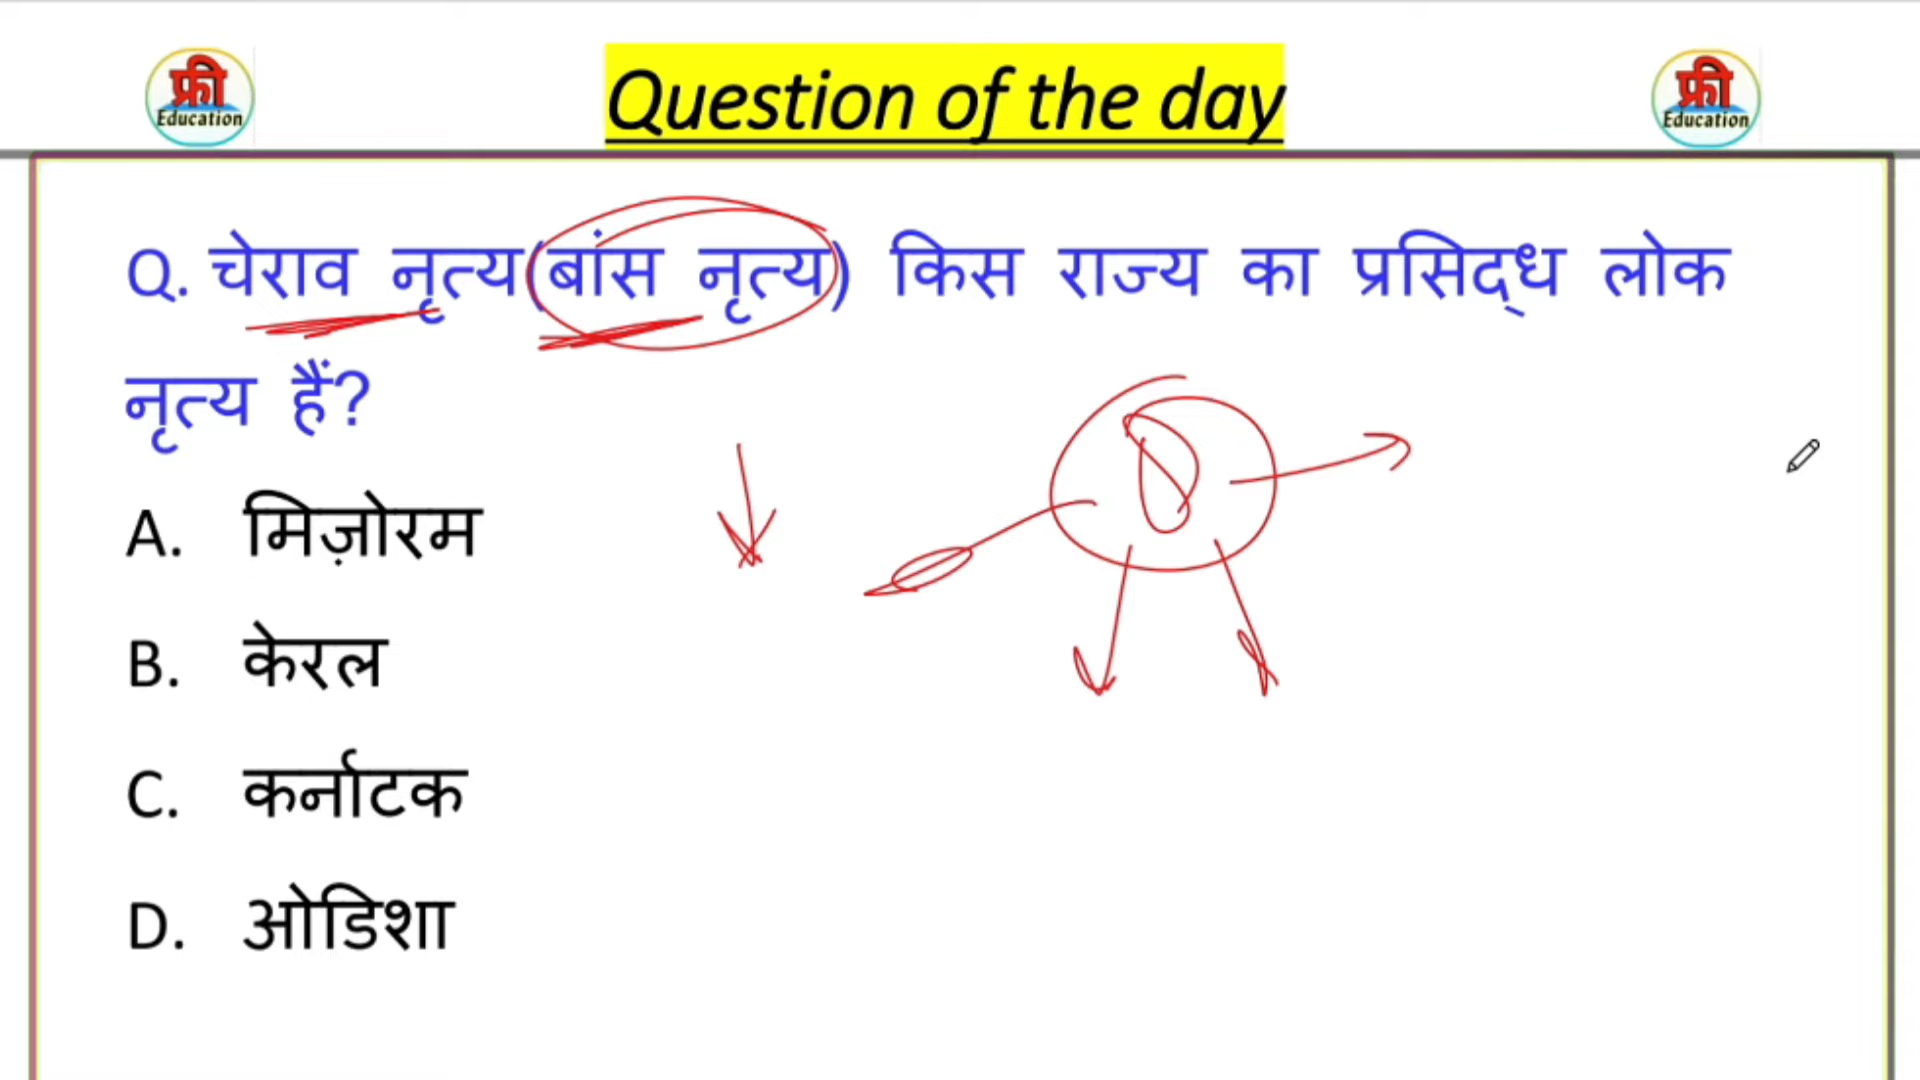 फ्री
Education
Question of the day
फ्री
Education
Q. चेराव नृत्य(बांस नृत्य) किस राज्य का प्रसिद्ध लोक
नृत्य हैं?
A. मिज़ोरम
B. केरल
C. कर्नाटक
D. ओडिशा